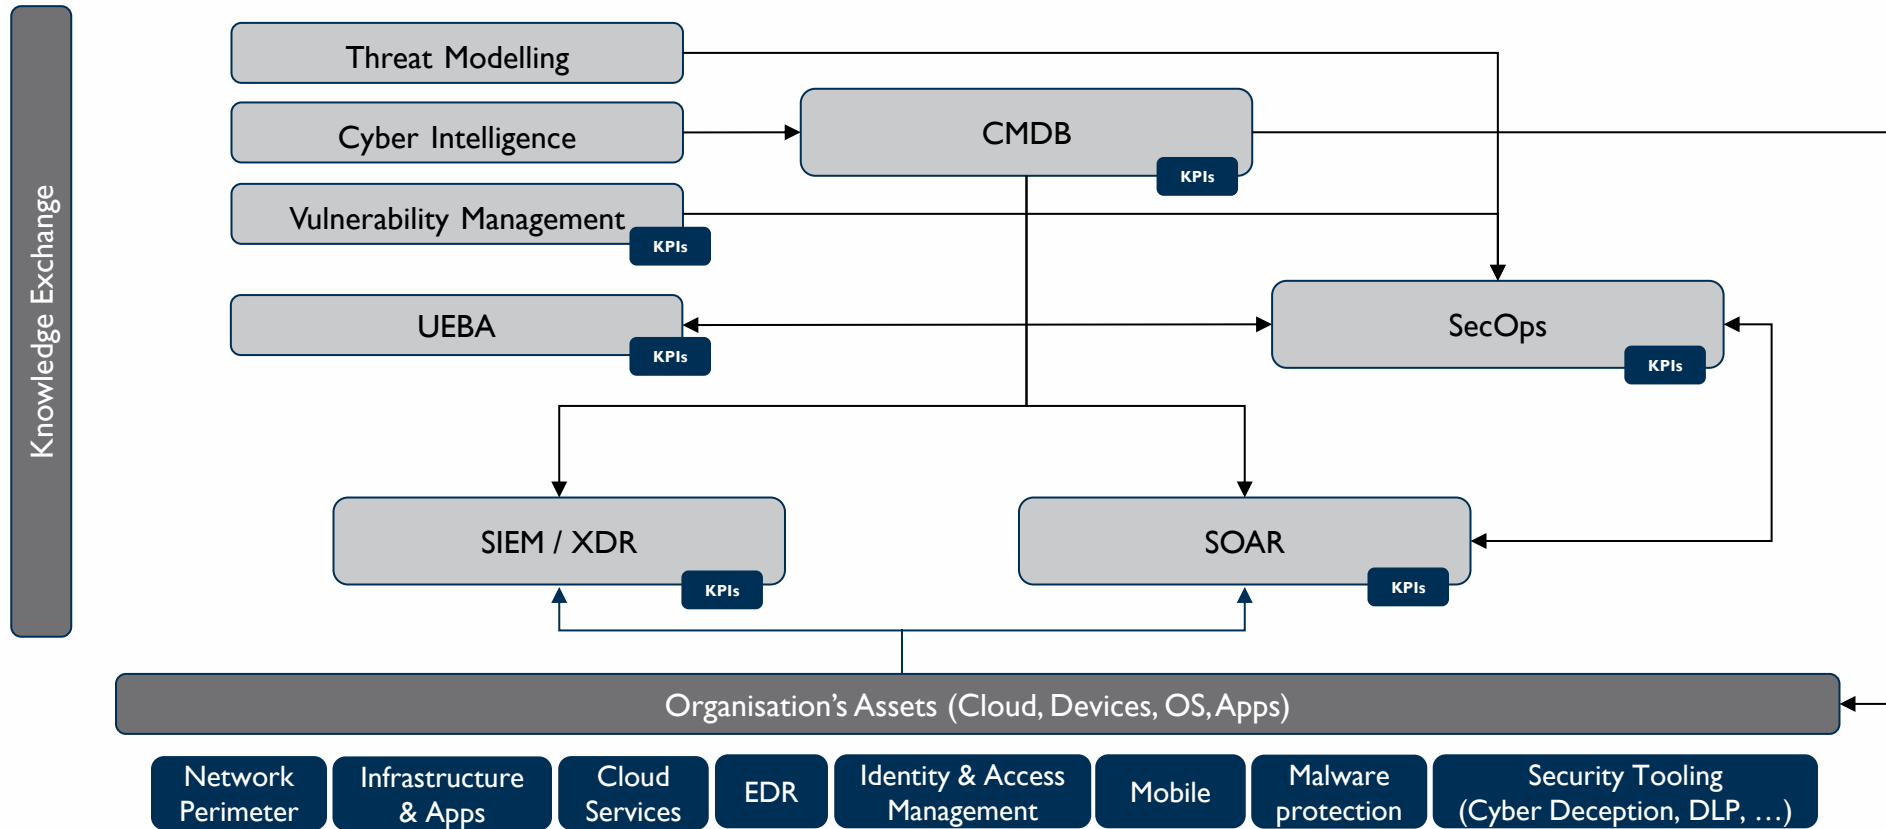 Knowledge Exchange
Threat Modelling
Cyber Intelligence
CMDB
KPIs
Vulnerability Management
KPIs
UEBA
KPIs
SecOps
KPIs
SIEM / XDR
KPIs
SOAR
KPIs
Organisation's Assets (Cloud, Devices, OS, Apps)
Network
Perimeter
Infrastructure
& Apps
Cloud
Services
EDR
Identity & Access
Management
Mobile
Malware
protection
Security Tooling
(Cyber Deception, DLP, …)